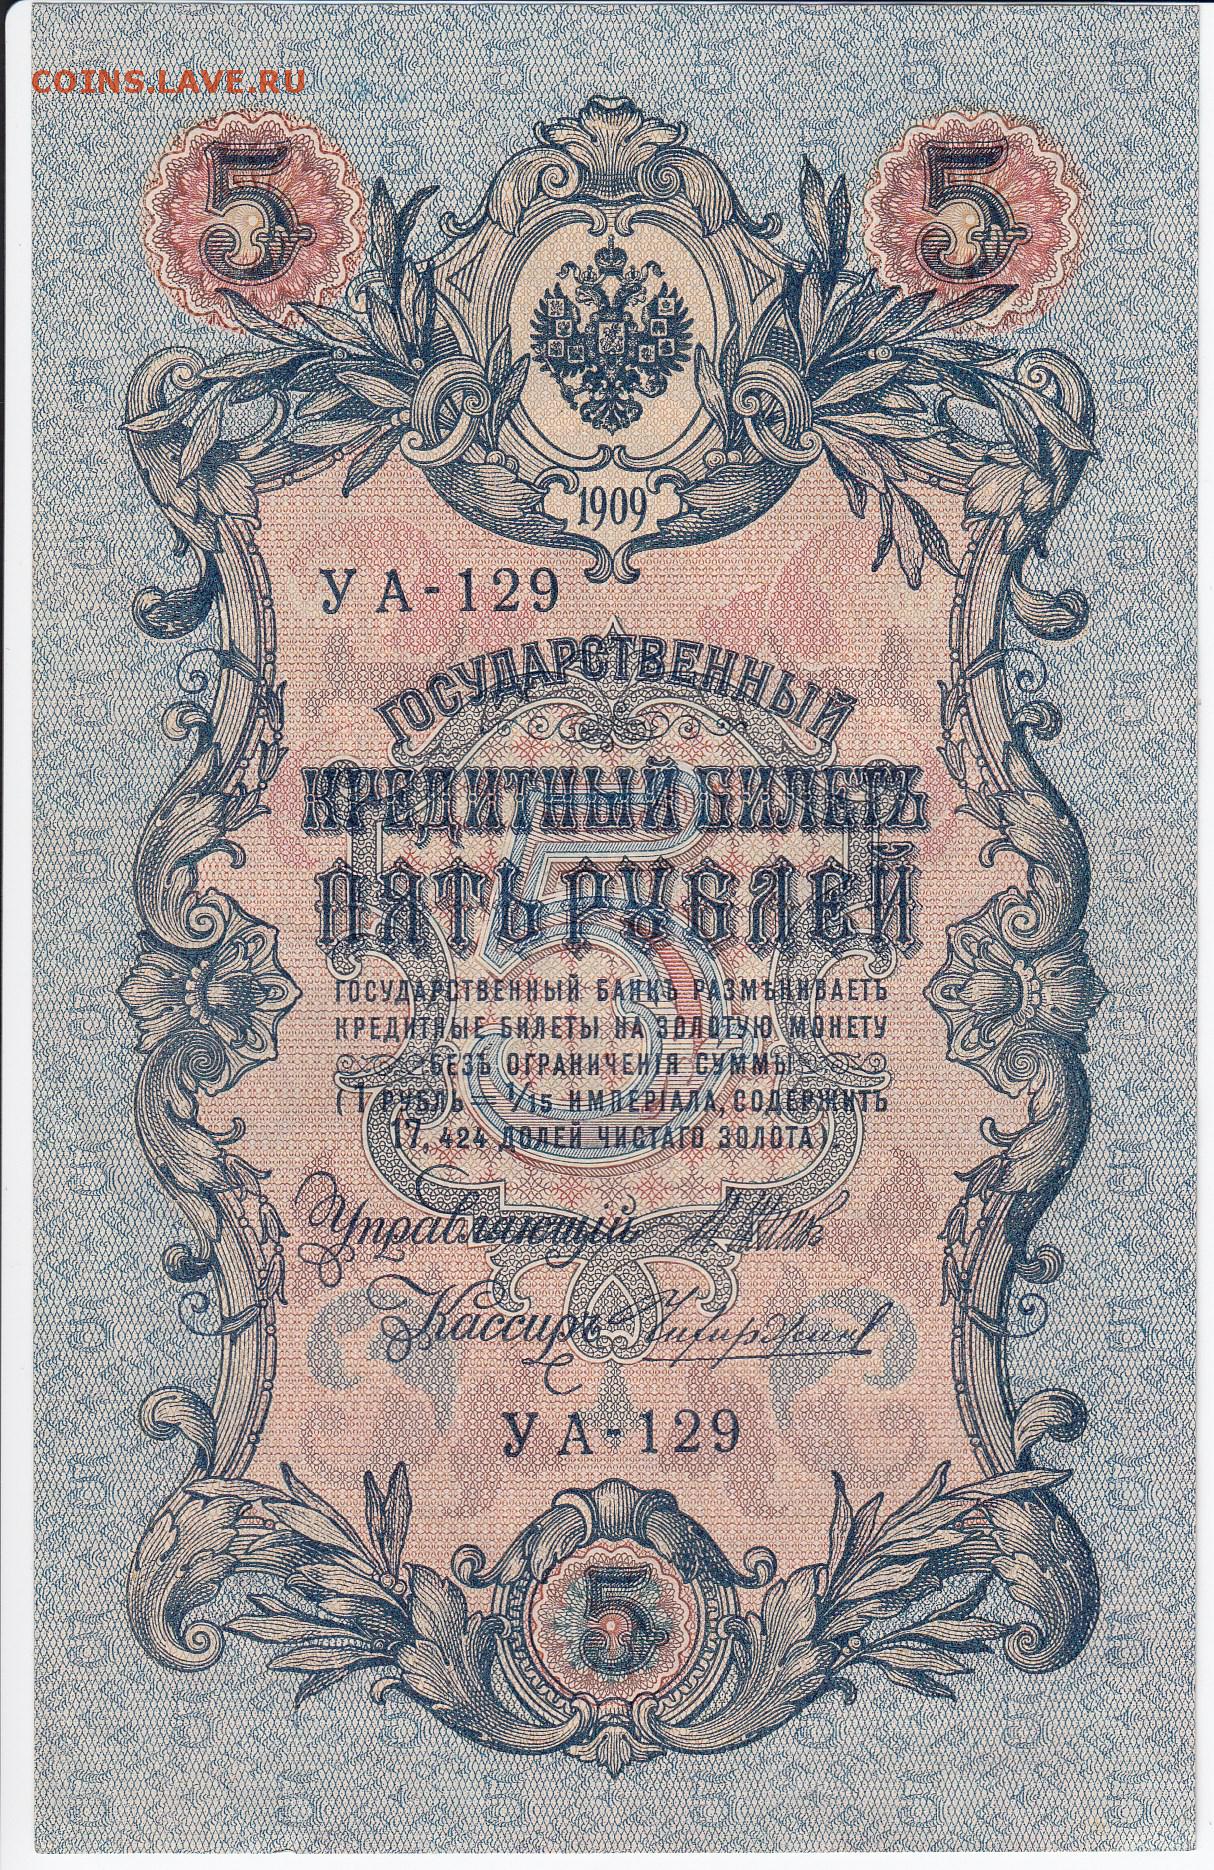 COINS.LAVE.RU
5 5
1909
УА-129
ГОСУДАРСТВЕННЫЙ
КРЕДИТНЫЙ БИЛЕТЪ
ПЯТЬ РУБЛЕЙ
5
ГОСУДАРСТВЕННЫЙ БАНКЪ РАЗМѢНИВАЕТЪ
КРЕДИТНЫЕ БИЛЕТЫ НА ЗОЛОТУЮ МОНЕТУ
БЕЗЪ ОГРАНИЧЕНІЯ СУММЫ
(1 РУБЛЬ = 1/15 ИМПЕРІАЛА, СОДЕРЖИТЪ
17,424 ДОЛЕЙ ЧИСТАГО ЗОЛОТА)
Управляющій
Кассиръ
УА-129
5